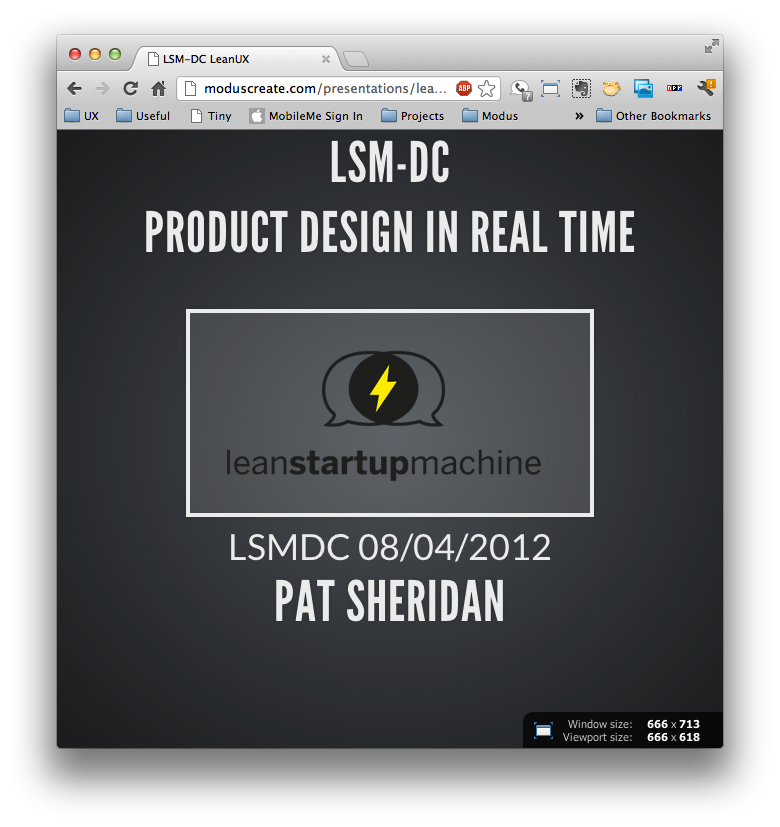 LSM-DC LeanUX
moduscreate.com/presentations/lea... ABP
UX Useful Tiny MobileMe Sign In Projects Modus » Other Bookmarks
LSM-DC
PRODUCT DESIGN IN REAL TIME
leanstartupmachine
LSMDC 08/04/2012
PAT SHERIDAN
Window size: 666 x 713
Viewport size: 666 x 618